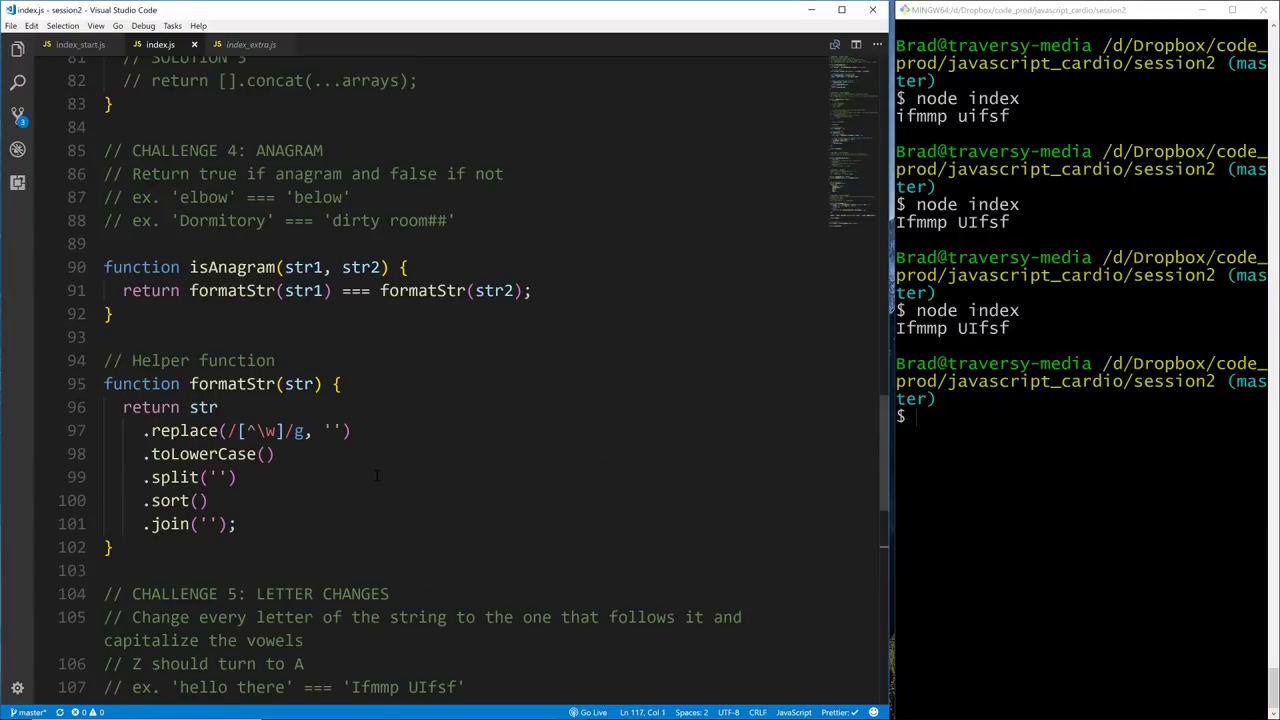 index.js - session2 - Visual Studio Code
File Edit Selection View Go Debug Tasks Help
index_start.js index.js index_extra.js
81 // SOLUTION 3
82 // return [].concat(...arrays);
83 }
84
85 // CHALLENGE 4: ANAGRAM
86 // Return true if anagram and false if not
87 // ex. 'elbow' === 'below'
88 // ex. 'Dormitory' === 'dirty room##'
89
90 function isAnagram(str1, str2) {
91 return formatStr(str1) === formatStr(str2);
92 }
93
94 // Helper function
95 function formatStr(str) {
96 return str
97 .replace(/[^\w]/g, '')
98 .toLowerCase()
99 .split('')
100 .sort()
101 .join('');
102 }
103
104 // CHALLENGE 5: LETTER CHANGES
105 // Change every letter of the string to the one that follows it and
capitalize the vowels
106 // Z should turn to A
107 // ex. 'hello there' === 'Ifmmp UIfsf'
3
master* 0 0 Ln 117, Col 1 Spaces: 2 UTF-8 CRLF JavaScript Prettier: ✓
Go Live
MINGW64:/d/Dropbox/code_prod/javascript_cardio/session2
Brad@traversy-media /d/Dropbox/code_
prod/javascript_cardio/session2 (mas
ter)
$ node index
ifmmp uifsf
Brad@traversy-media /d/Dropbox/code_
prod/javascript_cardio/session2 (mas
ter)
$ node index
Ifmmp UIfsf
Brad@traversy-media /d/Dropbox/code_
prod/javascript_cardio/session2 (mas
ter)
$ node index
Ifmmp UIfsf
Brad@traversy-media /d/Dropbox/code_
prod/javascript_cardio/session2 (mas
ter)
$